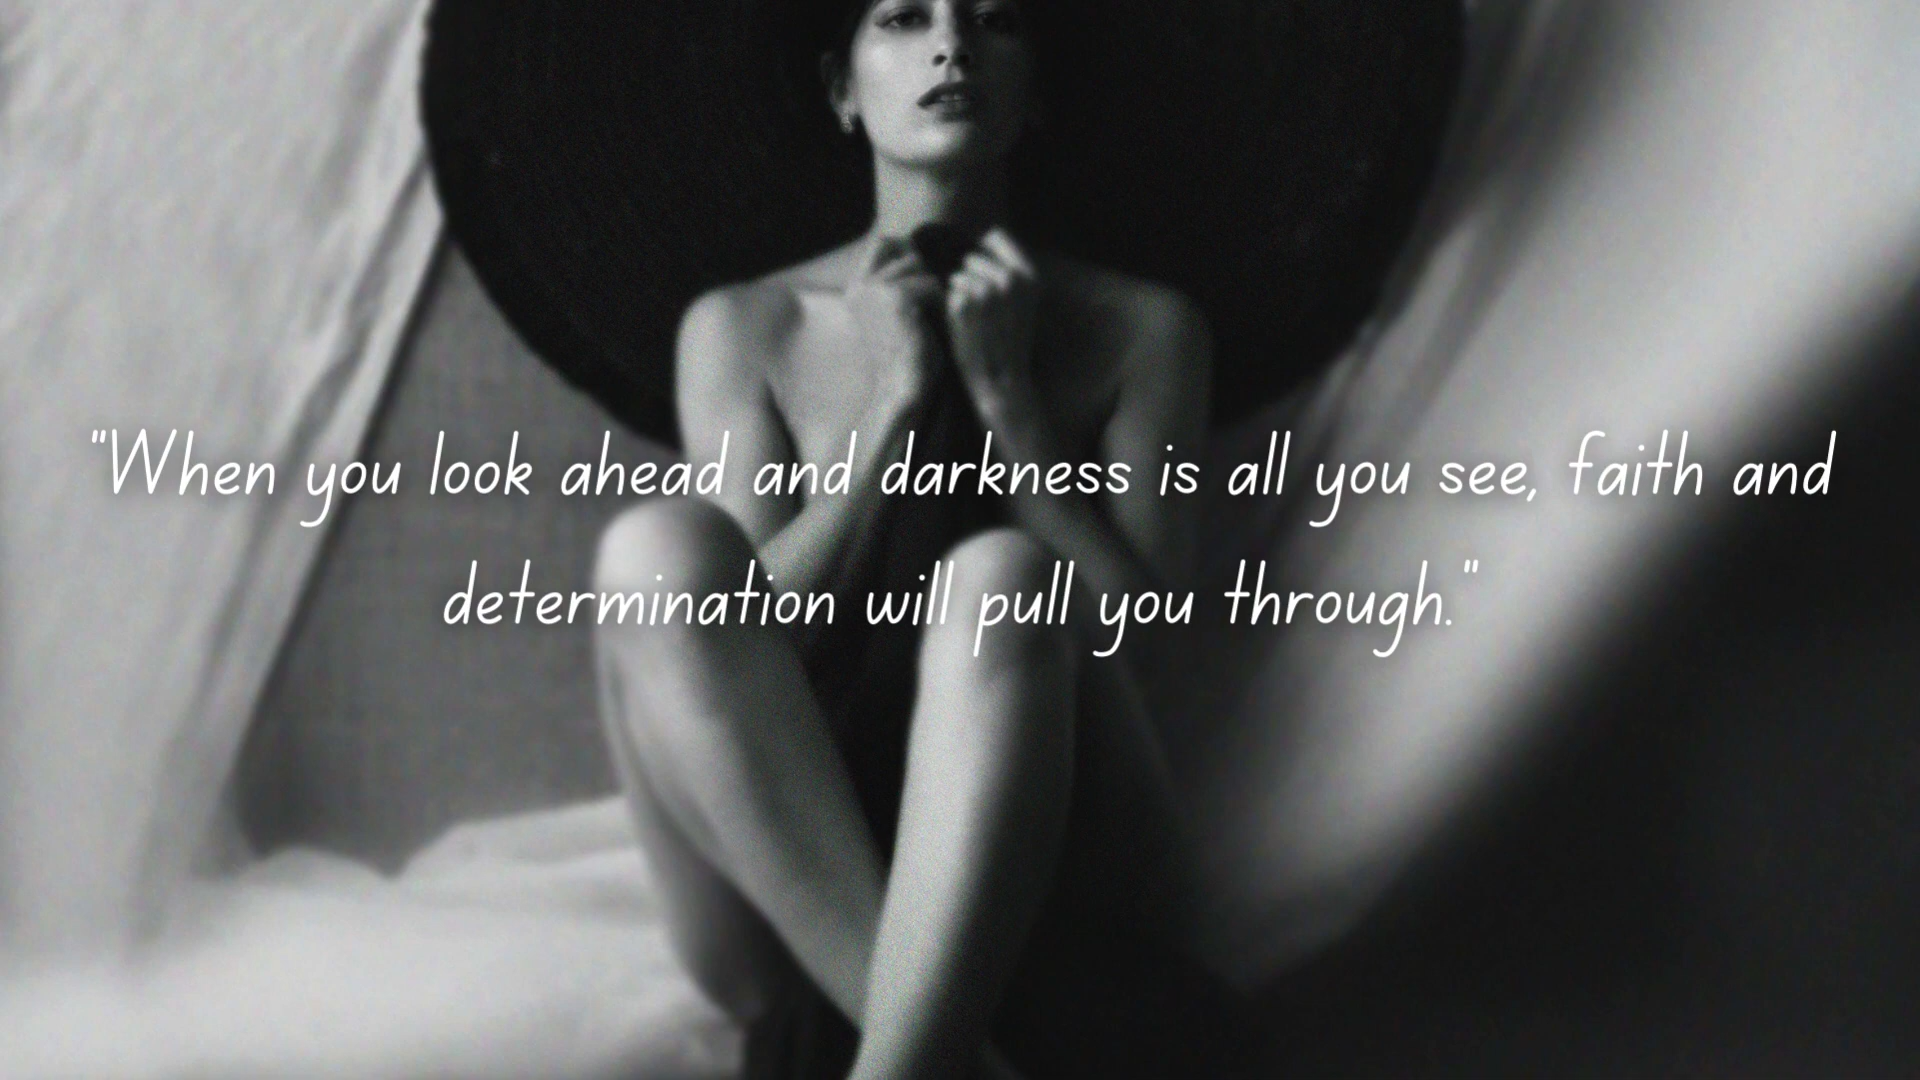 "When you look ahead and darkness is all you see, faith and
determination will pull you through."